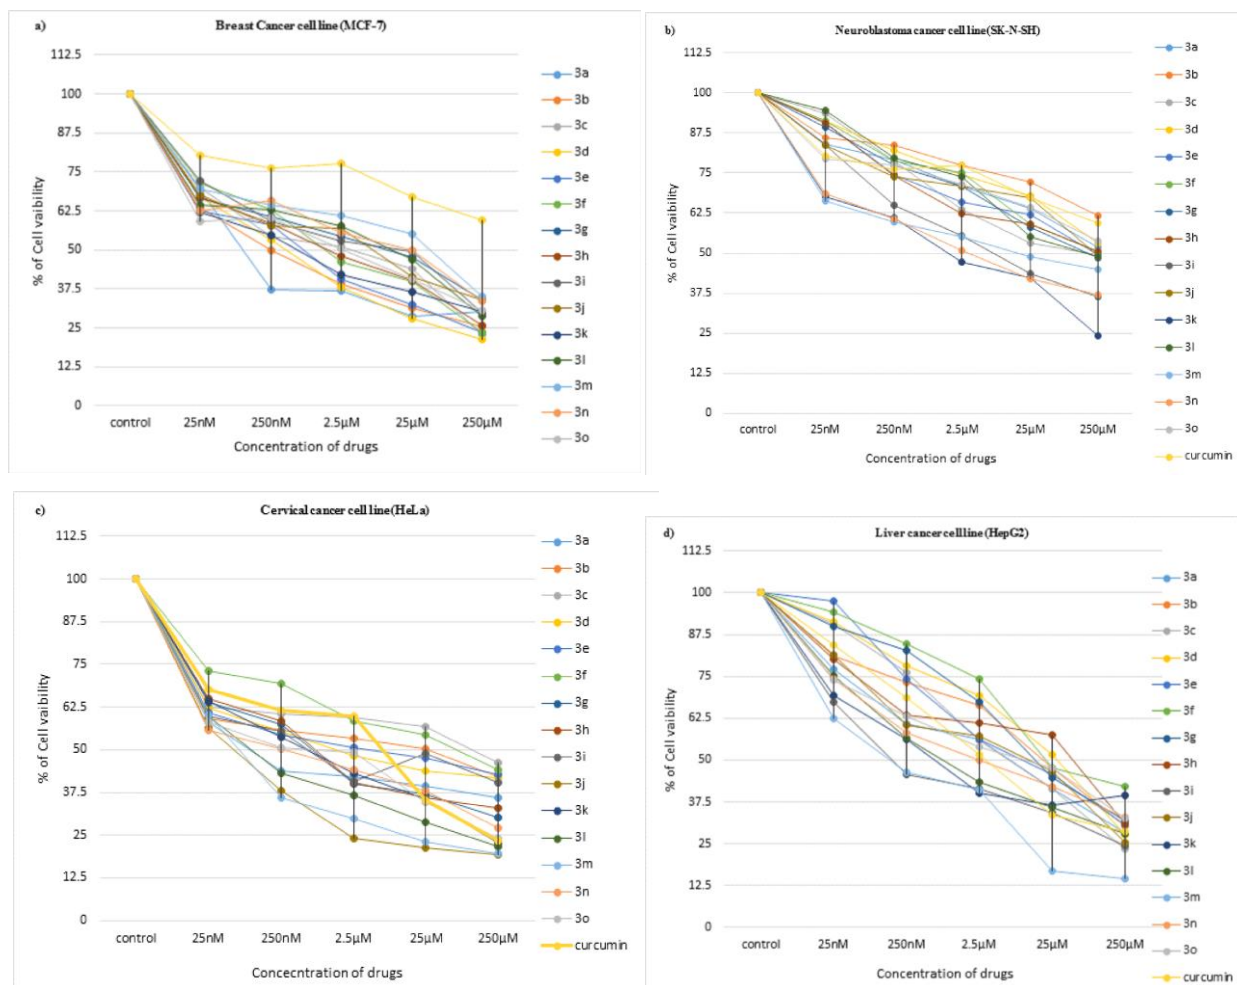 a)
Breast Cancer cell line (MCF-7)
112.5
100
87.5
75
62.5
50
37.5
25
12.5
0
% of Cell vaibility
control 25nM 250nM 2.5µM 25µM 250µM
Concentration of drugs
3a
3b
3c
3d
3e
3f
3g
3h
3i
3j
3k
3l
3m
3n
3o
b)
Neuroblastoma cancer cell line(SK-N-SH)
112.5
100
87.5
75
62.5
50
37.5
25
12.5
0
% of Cell vaibility
control 25nM 250nM 2.5µM 25µM 250µM
Concentration of drugs
3a
3b
3c
3d
3e
3f
3g
3h
3i
3j
3k
3l
3m
3n
3o
curcumin
c)
Cervical cancer cell line(HeLa)
112.5
100
87.5
75
62.5
50
37.5
25
12.5
0
% of Cell vaibility
control 25nM 250nM 2.5µM 25µM 250µM
Concecntration of drugs
3a
3b
3c
3d
3e
3f
3g
3h
3i
3j
3k
3l
3m
3n
3o
curcumin
d)
Liver cancer cellline(HepG2)
112.5
100
87.5
75
62.5
50
37.5
25
12.5
0
% of Cell vaibility
control 25nM 250nM 2.5µM 25µM 250µM
Concentration of drugs
3a
3b
3c
3d
3e
3f
3g
3h
3i
3j
3k
3l
3m
3n
3o
curcumin